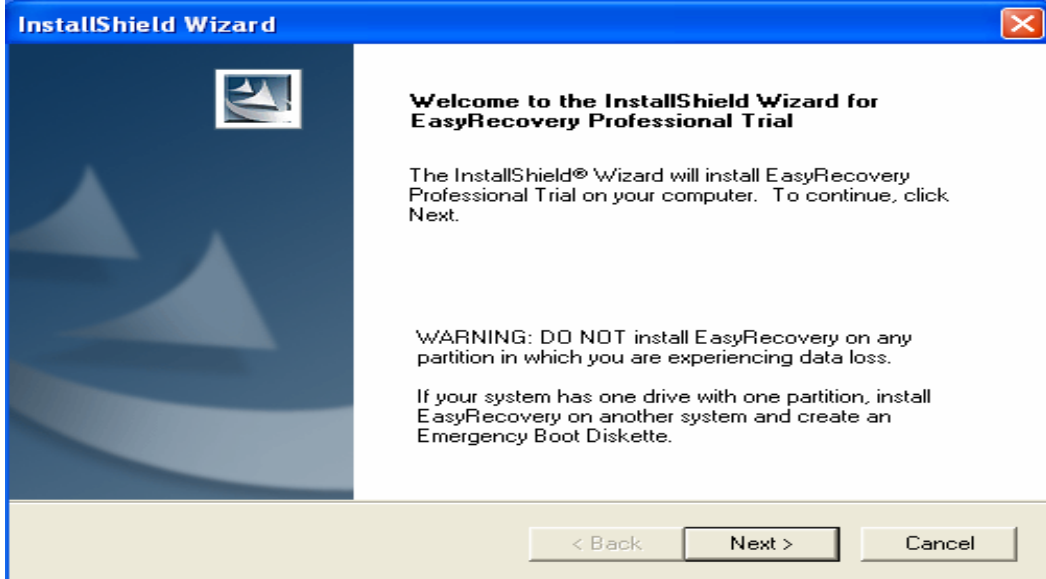 InstallShield Wizard
Welcome to the InstallShield Wizard for
EasyRecovery Professional Trial
The InstallShield® Wizard will install EasyRecovery
Professional Trial on your computer. To continue, click
Next.
WARNING: DO NOT install EasyRecovery on any
partition in which you are experiencing data loss.
If your system has one drive with one partition, install
EasyRecovery on another system and create an
Emergency Boot Diskette.
< Back Next > Cancel